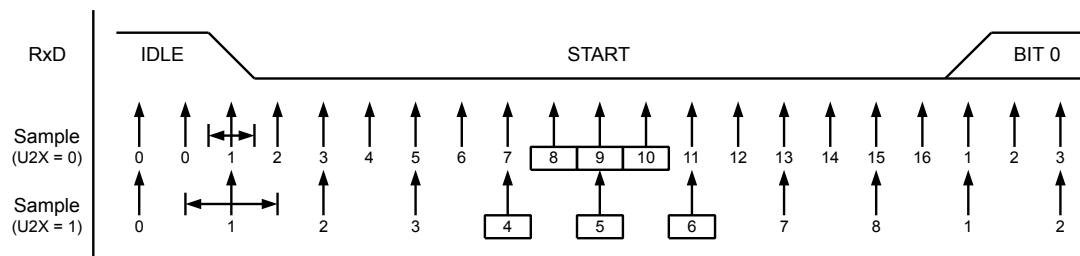 RxD IDLE START BIT 0
Sample
(U2X = 0) 0 0 1 2 3 4 5 6 7 8 9 10 11 12 13 14 15 16 1 2 3
Sample
(U2X = 1) 0 1 2 3 4 5 6 7 8 1 2